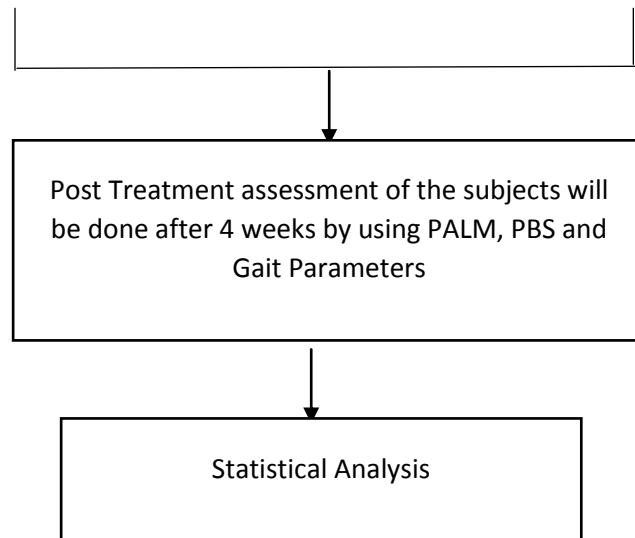 Post Treatment assessment of the subjects will
be done after 4 weeks by using PALM, PBS and
Gait Parameters
Statistical Analysis